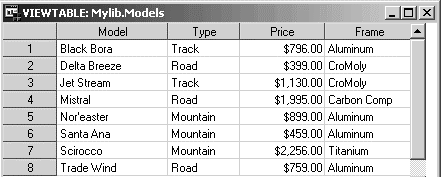 VIEWTABLE: Mylib.Models
Model Type Price Frame
1 Black Bora Track $796.00 Aluminum
2 Delta Breeze Road $399.00 CroMoly
3 Jet Stream Track $1,130.00 CroMoly
4 Mistral Road $1,995.00 Carbon Comp
5 Nor'easter Mountain $899.00 Aluminum
6 Santa Ana Mountain $459.00 Aluminum
7 Scirocco Mountain $2,256.00 Titanium
8 Trade Wind Road $759.00 Aluminum